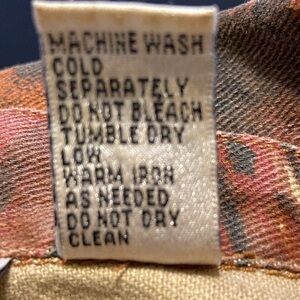 MACHINE WASH
COLD
SEPARATELY
DO NOT BLEACH
TUMBLE DRY
LOW
WARM IRON
AS NEEDED
DO NOT DRY
CLEAN